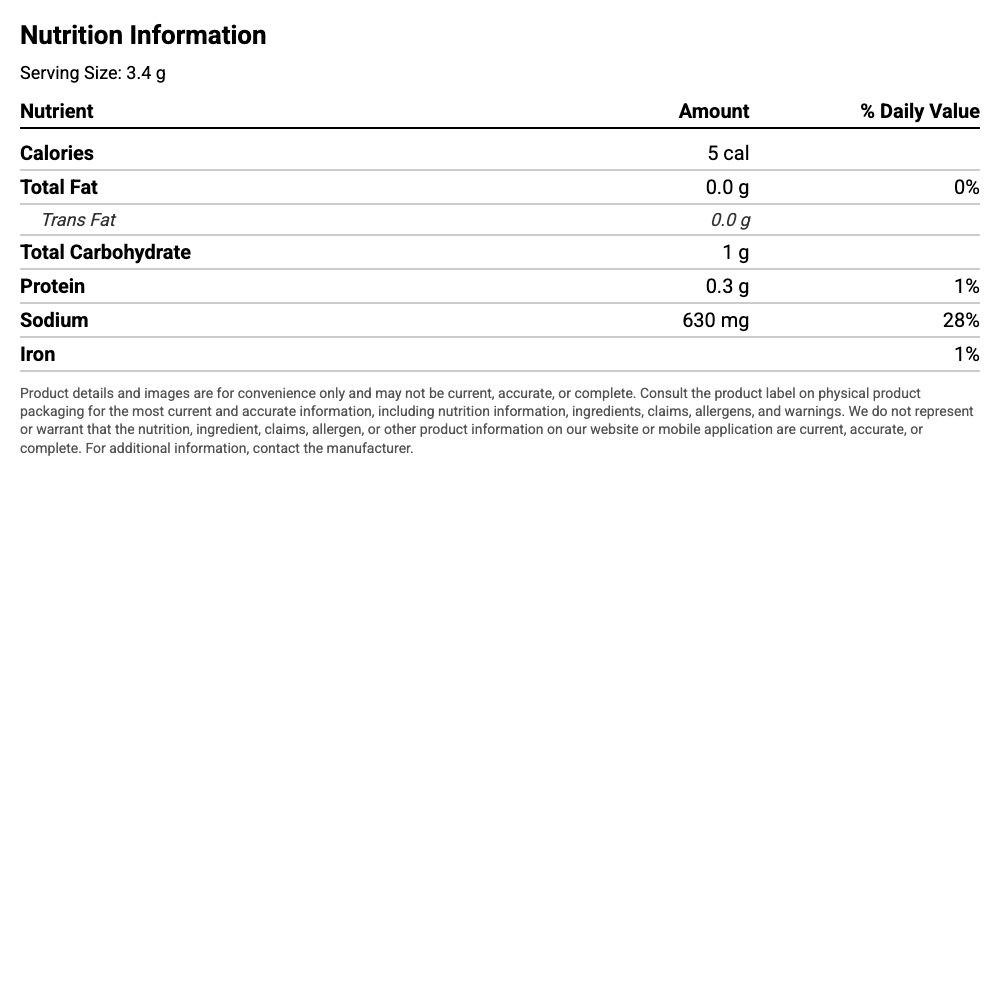 Nutrition Information
Serving Size: 3.4 g
Nutrient Amount % Daily Value
Calories 5 cal
Total Fat 0.0 g 0%
Trans Fat 0.0 g
Total Carbohydrate 1 g
Protein 0.3 g 1%
Sodium 630 mg 28%
Iron 1%
Product details and images are for convenience only and may not be current, accurate, or complete. Consult the product label on physical product
packaging for the most current and accurate information, including nutrition information, ingredients, claims, allergens, and warnings. We do not represent
or warrant that the nutrition, ingredient, claims, allergen, or other product information on our website or mobile application are current, accurate, or
complete. For additional information, contact the manufacturer.